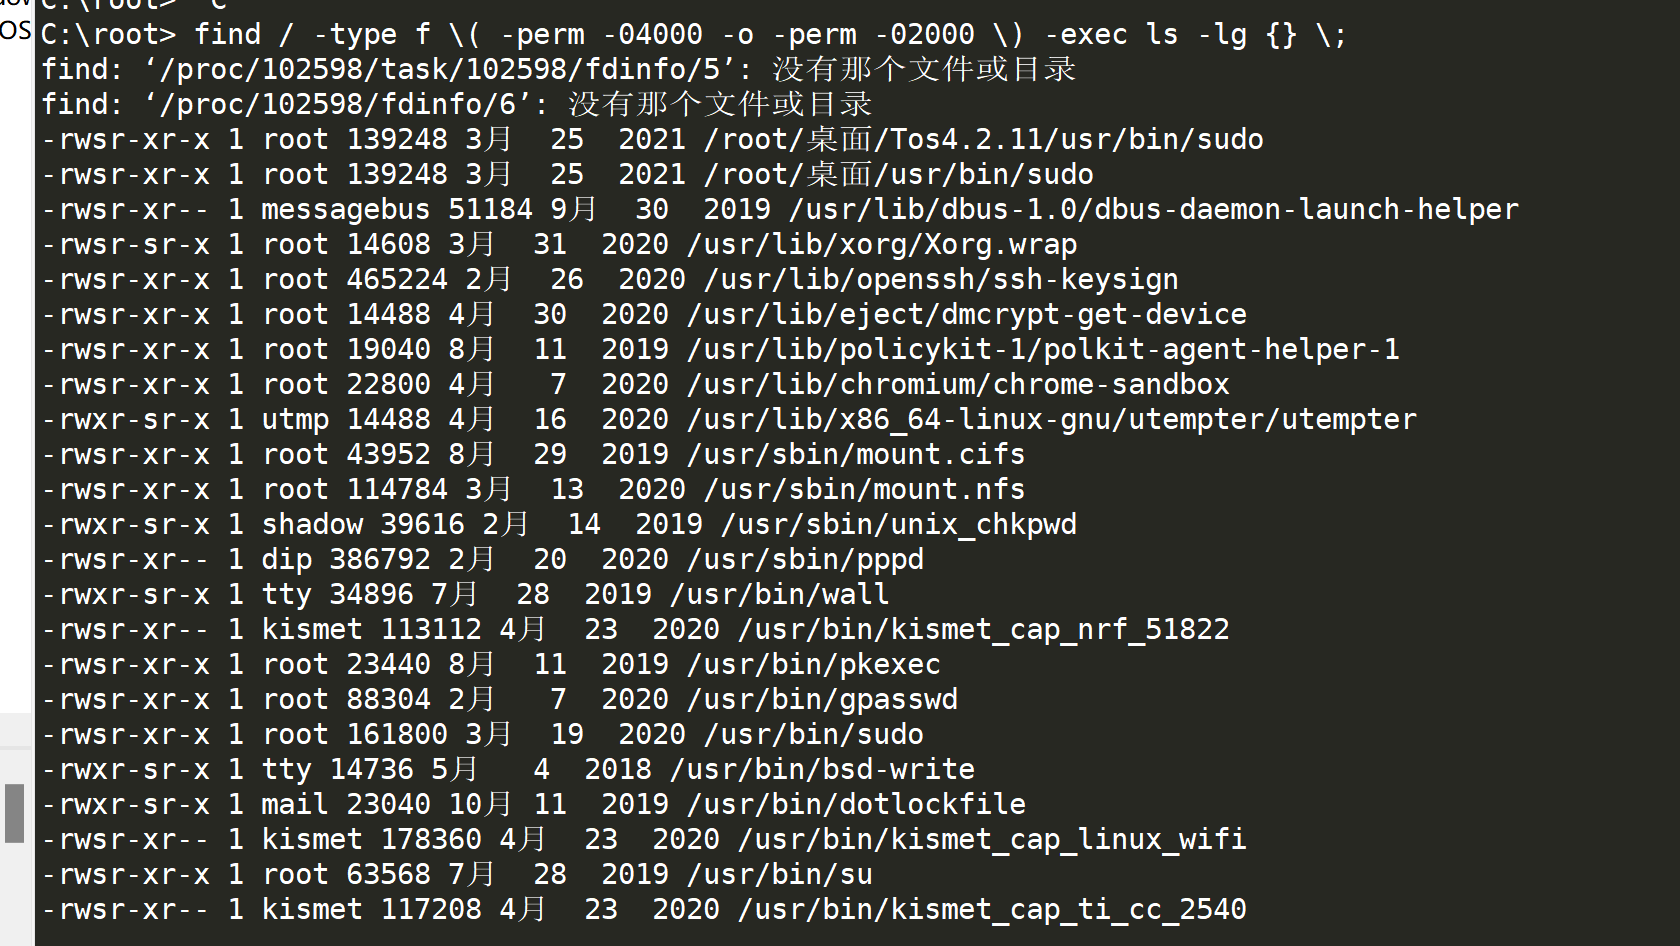 C:\root> ^C
OS
C:\root> find / -type f \( -perm -04000 -o -perm -02000 \) -exec ls -lg {} \;
find: ‘/proc/102598/task/102598/fdinfo/5’: 没有那个文件或目录
find: ‘/proc/102598/fdinfo/6’: 没有那个文件或目录
-rwsr-xr-x 1 root 139248 3月  25  2021 /root/桌面/Tos4.2.11/usr/bin/sudo
-rwsr-xr-x 1 root 139248 3月  25  2021 /root/桌面/usr/bin/sudo
-rwsr-xr-- 1 messagebus 51184 9月  30  2019 /usr/lib/dbus-1.0/dbus-daemon-launch-helper
-rwsr-sr-x 1 root 14608 3月  31  2020 /usr/lib/xorg/Xorg.wrap
-rwsr-xr-x 1 root 465224 2月  26  2020 /usr/lib/openssh/ssh-keysign
-rwsr-xr-x 1 root 14488 4月  30  2020 /usr/lib/eject/dmcrypt-get-device
-rwsr-xr-x 1 root 19040 8月  11  2019 /usr/lib/policykit-1/polkit-agent-helper-1
-rwsr-xr-x 1 root 22800 4月   7  2020 /usr/lib/chromium/chrome-sandbox
-rwxr-sr-x 1 utmp 14488 4月  16  2020 /usr/lib/x86_64-linux-gnu/utempter/utempter
-rwsr-xr-x 1 root 43952 8月  29  2019 /usr/sbin/mount.cifs
-rwsr-xr-x 1 root 114784 3月  13  2020 /usr/sbin/mount.nfs
-rwxr-sr-x 1 shadow 39616 2月  14  2019 /usr/sbin/unix_chkpwd
-rwsr-xr-- 1 dip 386792 2月  20  2020 /usr/sbin/pppd
-rwxr-sr-x 1 tty 34896 7月  28  2019 /usr/bin/wall
-rwsr-xr-- 1 kismet 113112 4月  23  2020 /usr/bin/kismet_cap_nrf_51822
-rwsr-xr-x 1 root 23440 8月  11  2019 /usr/bin/pkexec
-rwsr-xr-x 1 root 88304 2月   7  2020 /usr/bin/gpasswd
-rwsr-xr-x 1 root 161800 3月  19  2020 /usr/bin/sudo
-rwxr-sr-x 1 tty 14736 5月   4  2018 /usr/bin/bsd-write
-rwxr-sr-x 1 mail 23040 10月 11  2019 /usr/bin/dotlockfile
-rwsr-xr-- 1 kismet 178360 4月  23  2020 /usr/bin/kismet_cap_linux_wifi
-rwsr-xr-x 1 root 63568 7月  28  2019 /usr/bin/su
-rwsr-xr-- 1 kismet 117208 4月  23  2020 /usr/bin/kismet_cap_ti_cc_2540